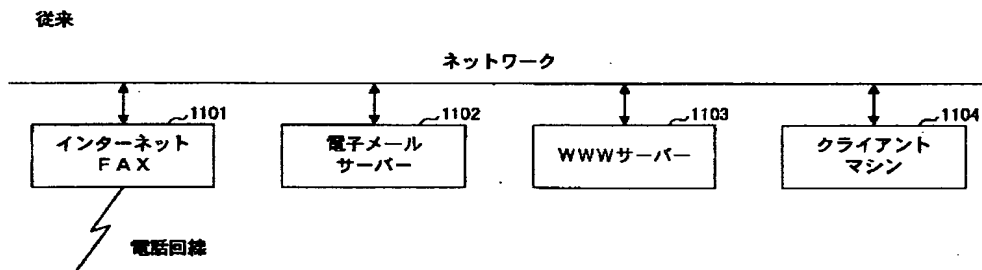 従来
ネットワーク
1101
インターネット
FAX
1102
電子メール
サーバー
1103
WWWサーバー
1104
クライアント
マシン
電話回線